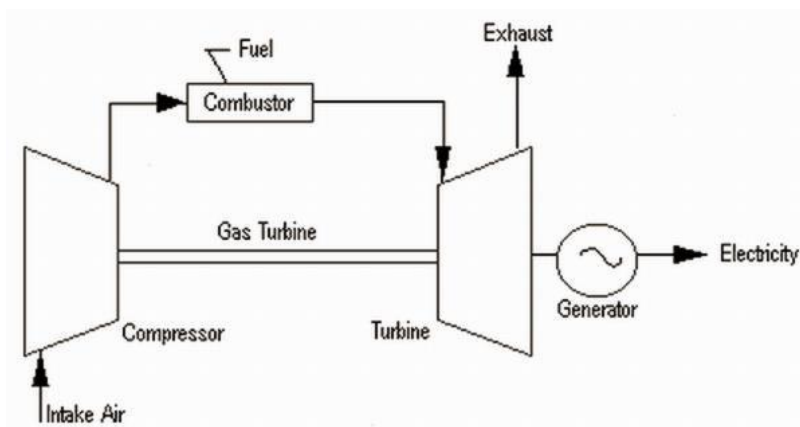 Exhaust
Fuel
Combustor
Gas Turbine
Electricity
Generator
Compressor
Turbine
Intake Air